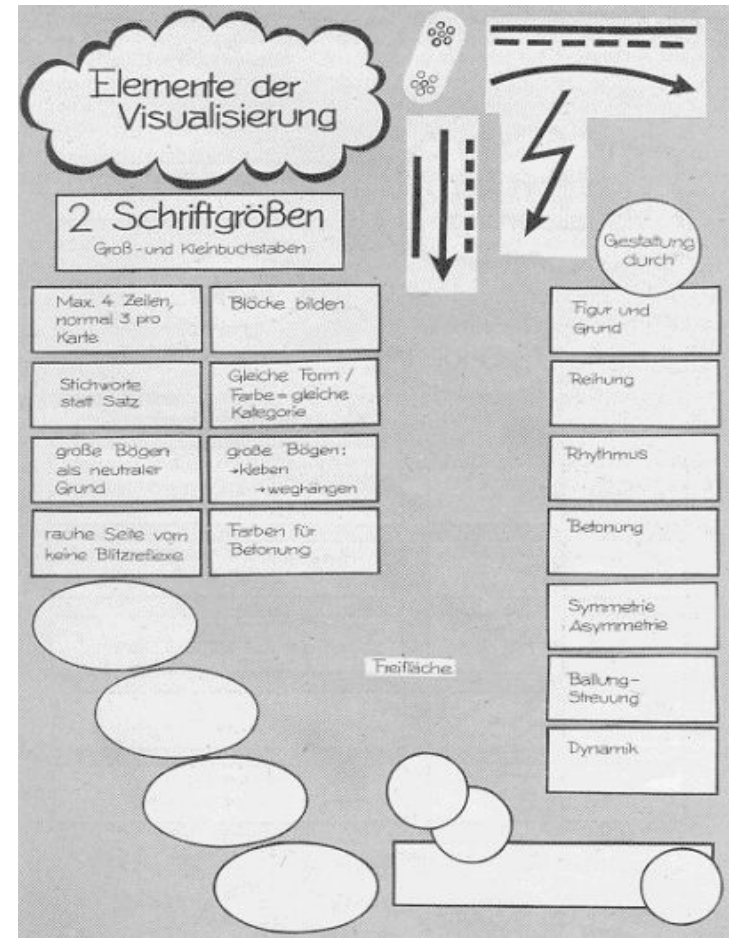 Elemente der
Visualisierung
2 Schriftgrößen
Groß- und Kleinbuchstaben
Max. 4 Zeilen,
normal 3 pro
Karte
Blöcke bilden
Stichworte
statt Satz
Gleiche Form /
Farbe = gleiche
Kategorie
große Bögen
als neutraler
Grund
große Bögen:
→kleben
→weghängen
rauhe Seite vorn
keine Blitzreflexe
Farben für
Betonung
Gestaltung
durch
Figur und
Grund
Reihung
Rhythmus
Betonung
Symmetrie
Asymmetrie
Ballung-
Streuung
Dynamik
Freifläche